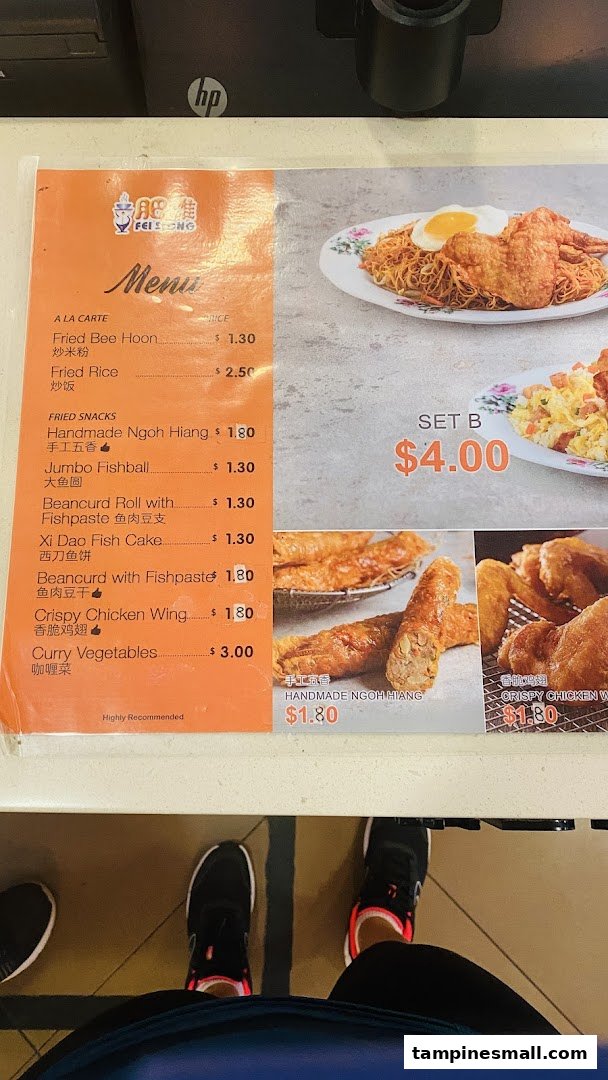 hp
肥雄
FEI SIONG
Menu
A LA CARTE
Fried Bee Hoon $ 1.30
炒米粉
Fried Rice $ 2.50
炒饭
FRIED SNACKS
Handmade Ngoh Hiang $ 1.80
手工五香
Jumbo Fishball $ 1.30
大鱼圆
Beancurd Roll with $ 1.30
Fishpaste 鱼肉豆支
Xi Dao Fish Cake $ 1.30
西刀鱼饼
Beancurd with Fishpaste $ 1.80
鱼肉豆干
Crispy Chicken Wing $ 1.80
香脆鸡翅
Curry Vegetables $ 3.00
咖喱菜
Highly Recommended
SET B
$4.00
手工五香
HANDMADE NGOH HIANG
$1.80
香脆鸡翅
CRISPY CHICKEN W
$1.80
tampinesmall.com